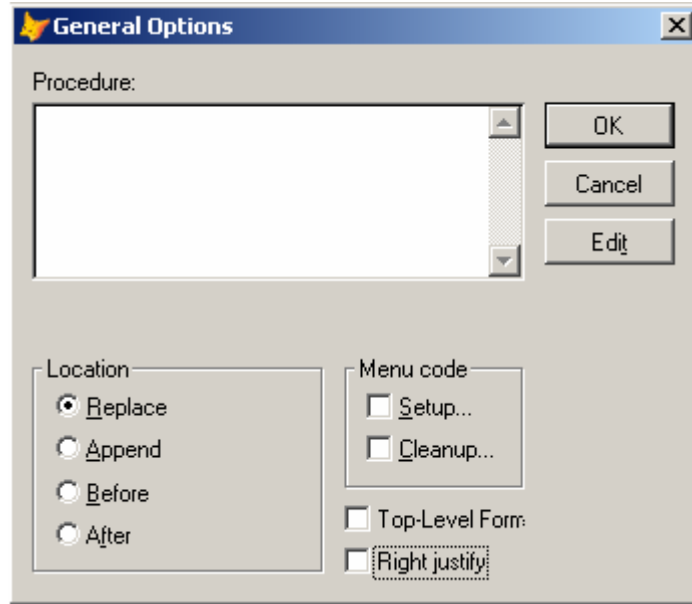 General Options
Procedure:
OK
Cancel
Edit
Location
Replace
Append
Before
After
Menu code
Setup...
Cleanup...
Top-Level Form
Right justify